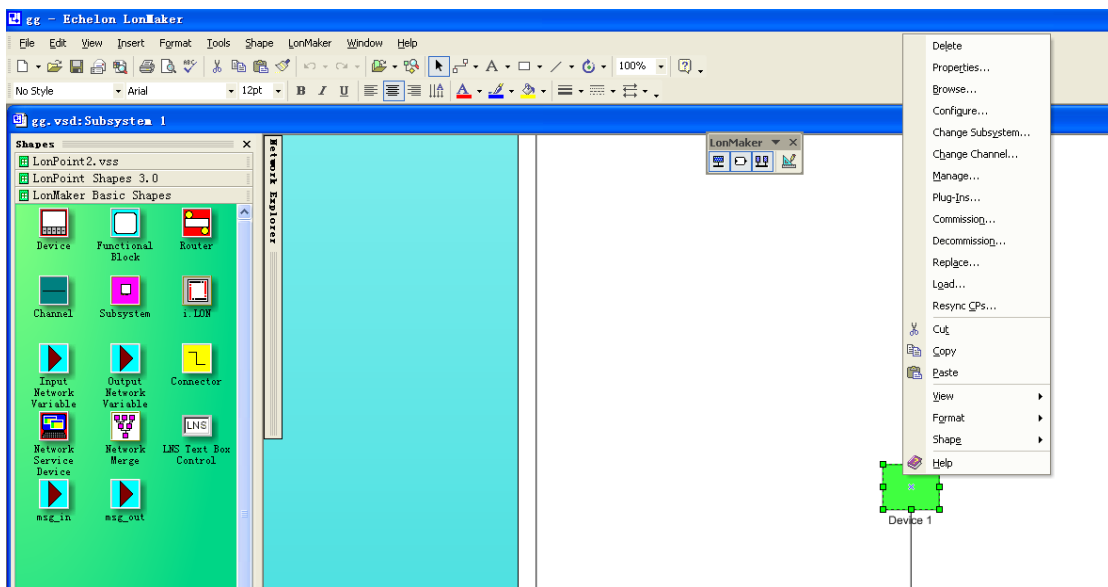 gg - Echelon LonMaker
File Edit View Insert Format Tools Shape LonMaker Window Help
100%
No Style Arial 12pt B I U A
gg.vsd:Subsystem 1
Shapes
LonPoint2.vss
LonPoint Shapes 3.0
LonMaker Basic Shapes
Device
Functional
Block
Router
Channel
Subsystem
i.LON
Input
Network
Variable
Output
Network
Variable
Connector
Network
Service
Device
Network
Merge
LNS
LNS Text Box
Control
msg_in
msg_out
Network Explorer
LonMaker
Delete
Properties...
Browse...
Configure...
Change Subsystem...
Change Channel...
Manage...
Plug-Ins...
Commission...
Decommission...
Replace...
Load...
Resync CPs...
Cut
Copy
Paste
View
Format
Shape
Help
Device 1